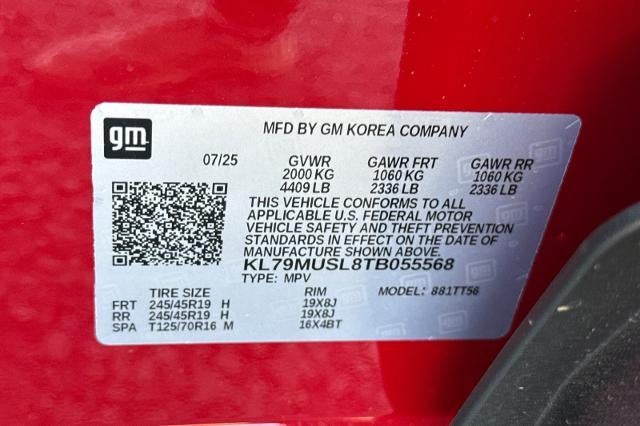 gm
MFD BY GM KOREA COMPANY
07/25 GVWR GAWR FRT GAWR RR
2000 KG 1060 KG 1060 KG
4409 LB 2336 LB 2336 LB
THIS VEHICLE CONFORMS TO ALL
APPLICABLE U.S. FEDERAL MOTOR
VEHICLE SAFETY AND THEFT PREVENTION
STANDARDS IN EFFECT ON THE DATE OF
MANUFACTURE SHOWN ABOVE.
KL79MUSL8TB055568
TYPE: MPV MODEL: 881TT56
TIRE SIZE RIM
FRT 245/45R19 H 19X8J
RR 245/45R19 H 19X8J
SPA T125/70R16 M 16X4BT